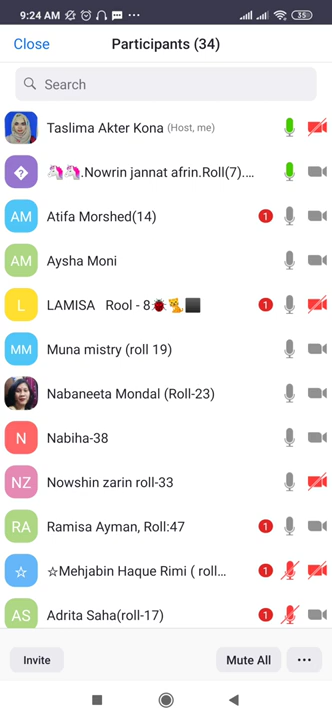 9:24 AM ... 35
Close Participants (34)
Search
Taslima Akter Kona (Host, me)
🦄🦄.Nowrin jannat afrin.Roll(7)....
AM Atifa Morshed(14) 1
AM Aysha Moni
L LAMISA Rool - 8🐞🐈⬛ 1
MM Muna mistry (roll 19)
Nabaneeta Mondal (Roll-23)
N Nabiha-38
NZ Nowshin zarin roll-33
RA Ramisa Ayman, Roll:47 1
☆ ☆Mehjabin Haque Rimi ( roll... 1
AS Adrita Saha(roll-17) 1
Invite Mute All ...